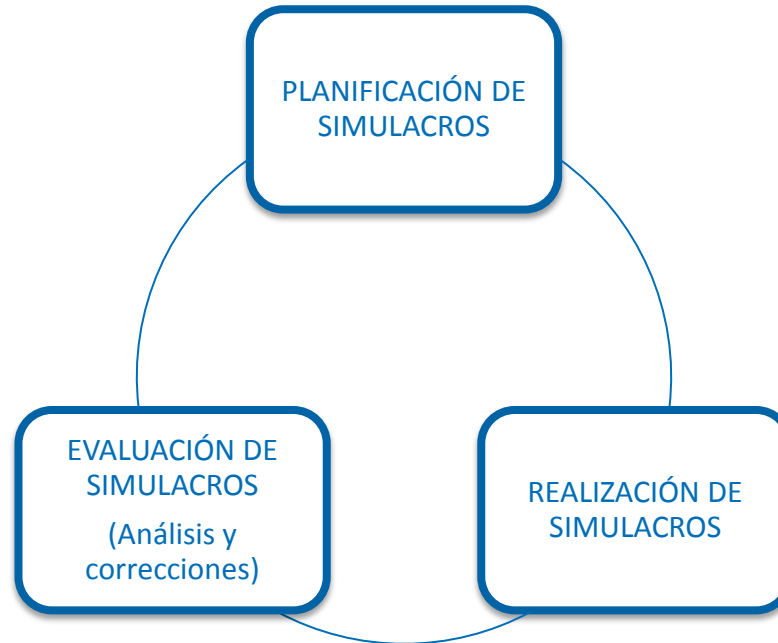 PLANIFICACIÓN DE
SIMULACROS
EVALUACIÓN DE
SIMULACROS
(Análisis y
correcciones)
REALIZACIÓN DE
SIMULACROS